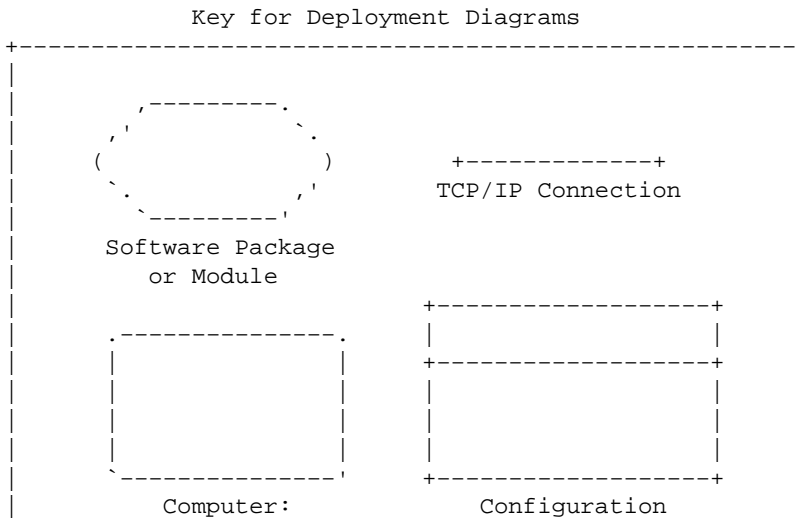 Key for Deployment Diagrams
TCP/IP Connection
Software Package
or Module
Computer:
Configuration